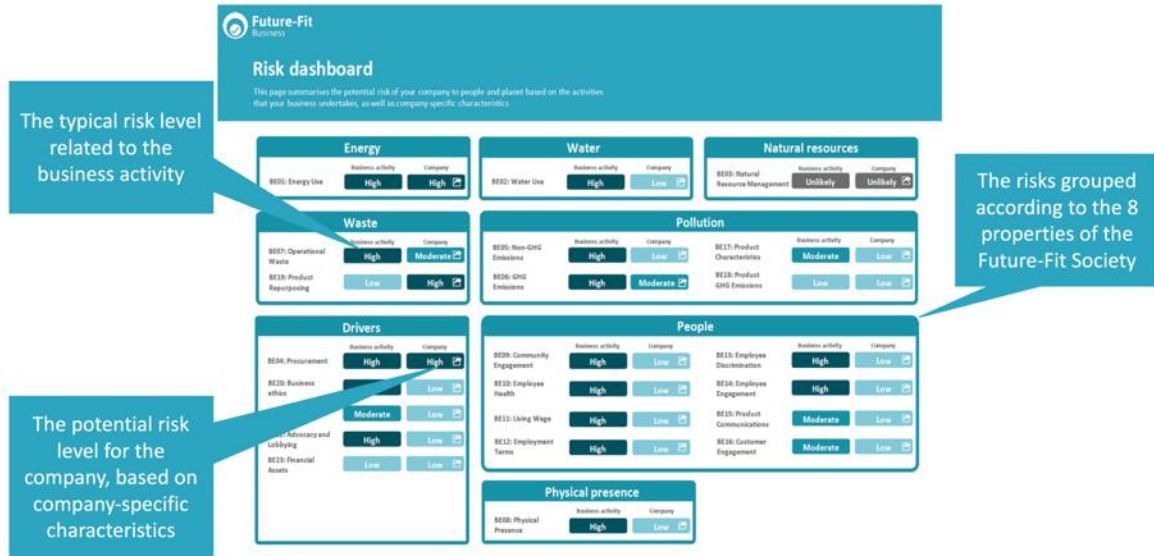 Future-Fit
Business
Risk dashboard
This page summarises the potential risk of your company to people and planet based on the activities
that your business undertakes, as well as company-specific characteristics
The typical risk level
related to the
business activity
Energy
Business activity Company
BE01: Energy Use High High
Water
Business activity Company
BE02: Water Use High Low
Natural resources
Business activity Company
BE03: Natural
Resource Management Unlikely Unlikely
The risks grouped
according to the 8
properties of the
Future-Fit Society
Waste
Business activity Company
BE07: Operational
Waste High Moderate
BE19: Product
Repurposing Low High
Pollution
Business activity Company
BE05: Non-GHG
Emissions High Low
BE06: GHG
Emissions High Moderate
Business activity Company
BE17: Product
Characteristics Moderate Low
BE18: Product
GHG Emissions Low Low
Drivers
Business activity Company
BE04: Procurement High High
BE20: Business
ethics Low
Moderate Low
Advocacy and
Lobbying High Low
BE23: Financial
Assets Low Low
The potential risk
level for the
company, based on
company-specific
characteristics
People
Business activity Company
BE09: Community
Engagement High Low
BE10: Employee
Health High Low
BE11: Living Wage High Low
BE12: Employment
Terms High Low
Business activity Company
BE13: Employee
Discrimination High Low
BE14: Employee
Engagement High Low
BE15: Product
Communications Moderate Low
BE16: Customer
Engagement Moderate Low
Physical presence
Business activity Company
BE08: Physical
Presence High Low